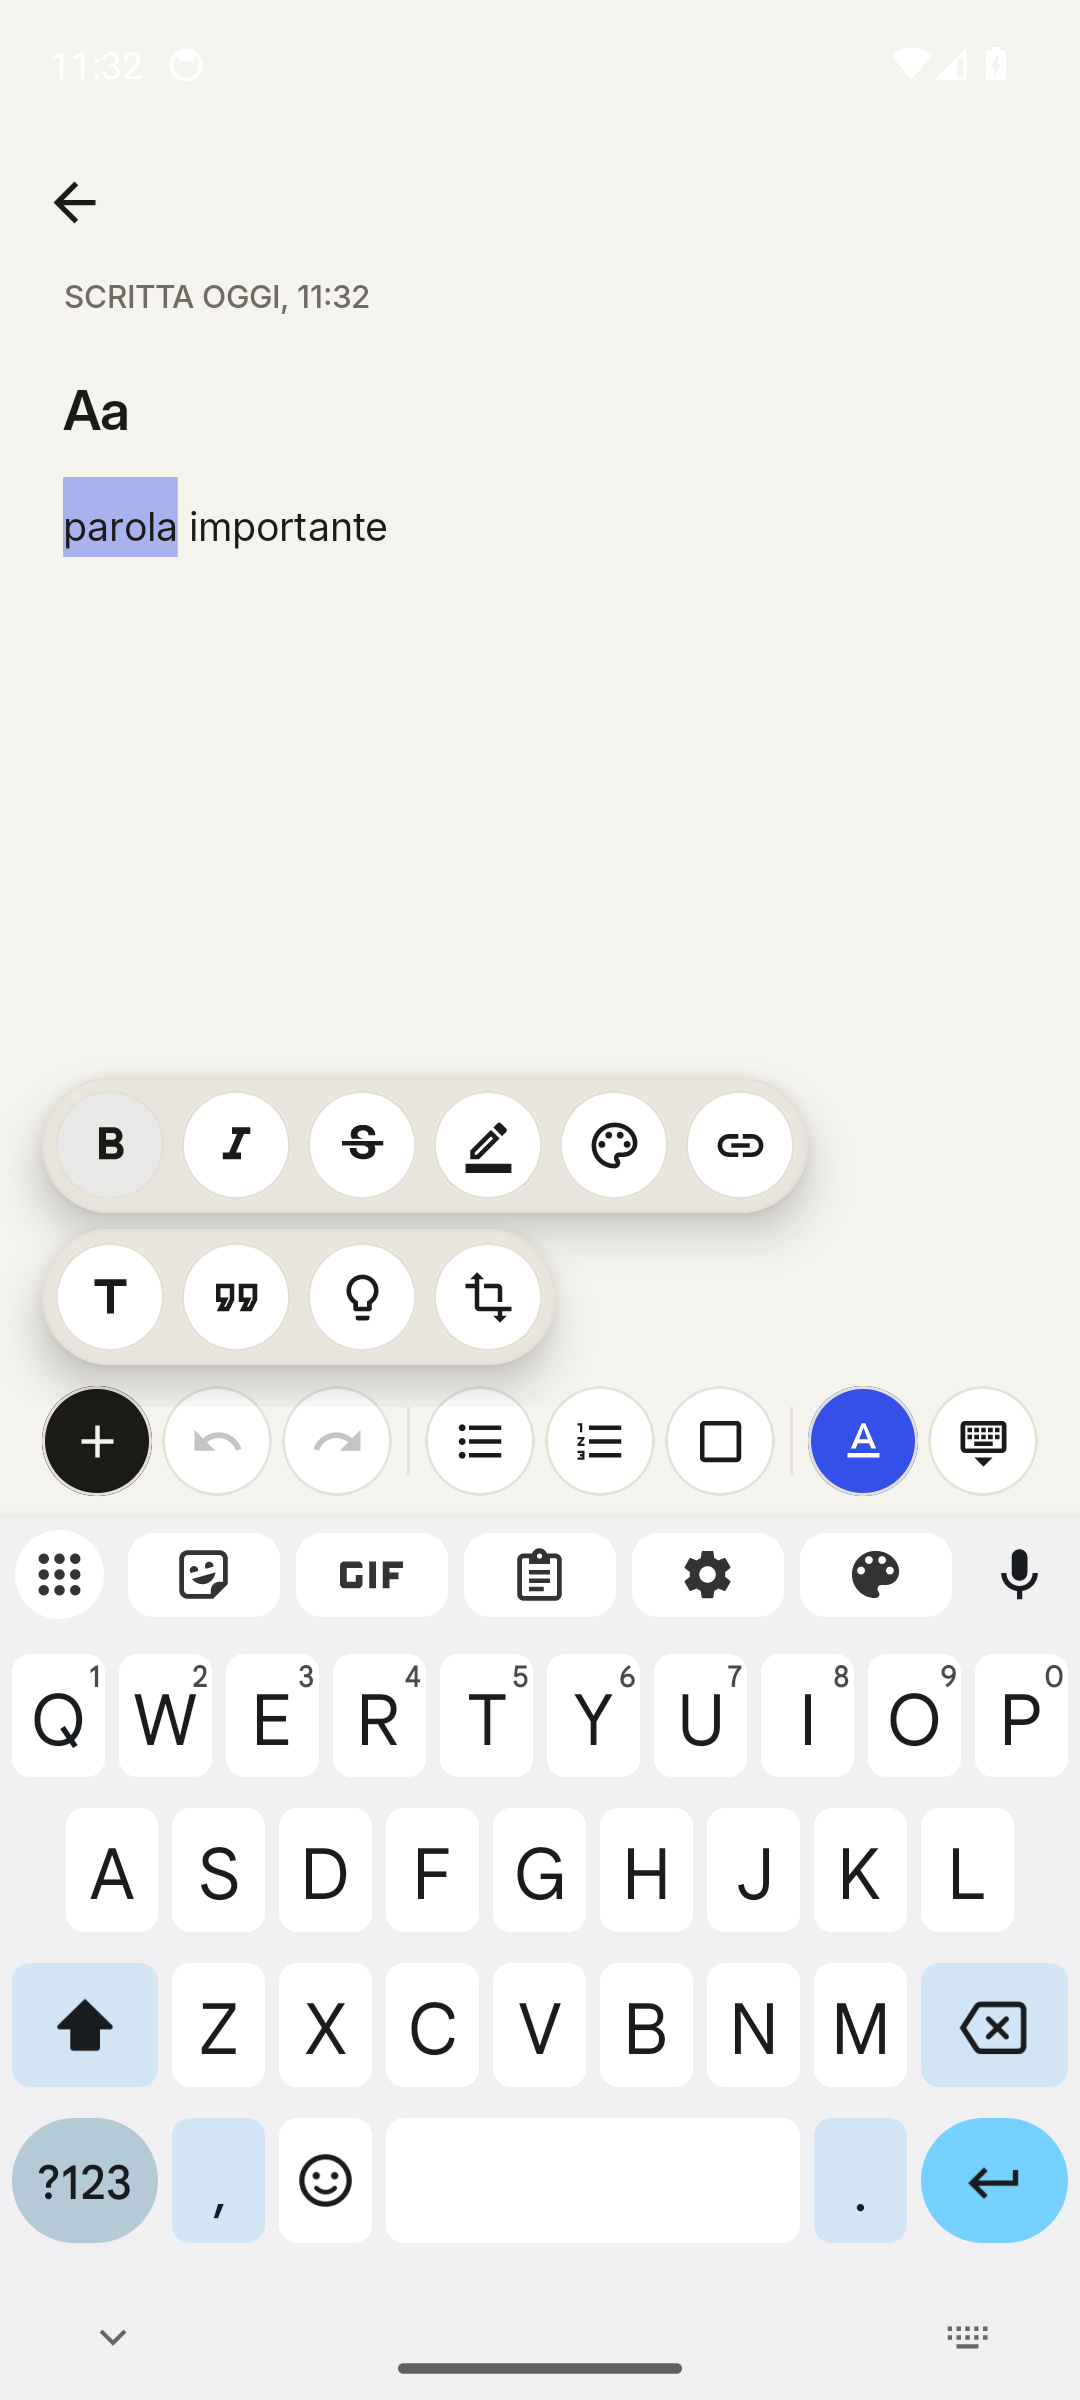 11:32
SCRITTA OGGI, 11:32
Aa
parola importante
B I S
T
A
GIF
Q 1 W 2 E 3 R 4 T 5 Y 6 U 7 I 8 O 9 P 0
A S D F G H J K L
Z X C V B N M
?123 , .